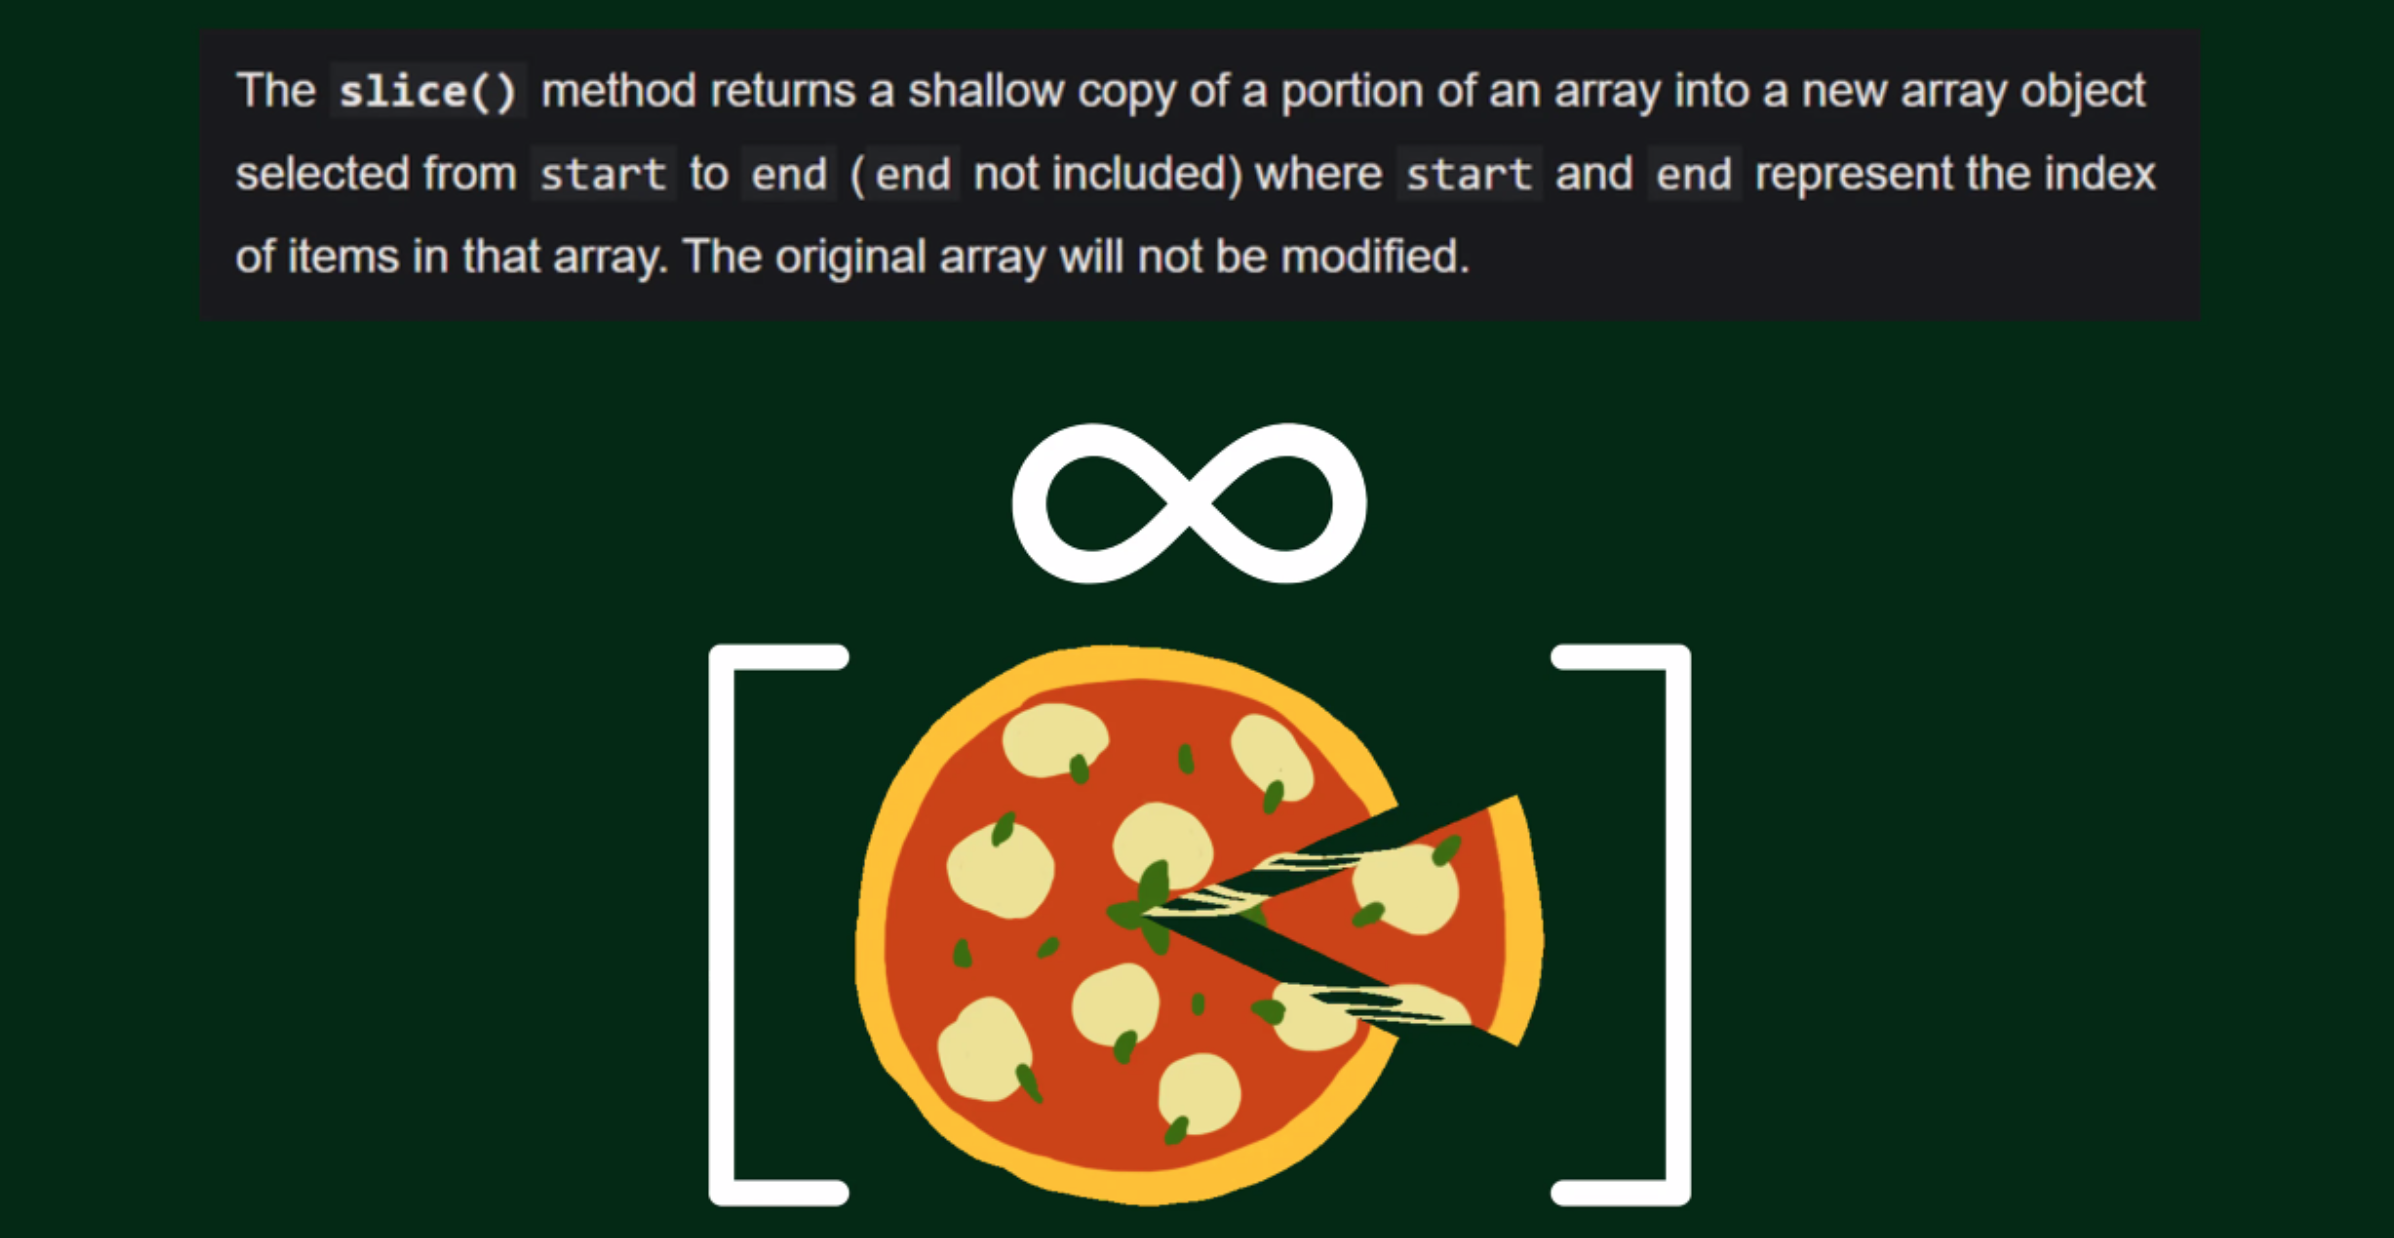 The slice() method returns a shallow copy of a portion of an array into a new array object
selected from start to end (end not included) where start and end represent the index
of items in that array. The original array will not be modified.
∞
[ ]